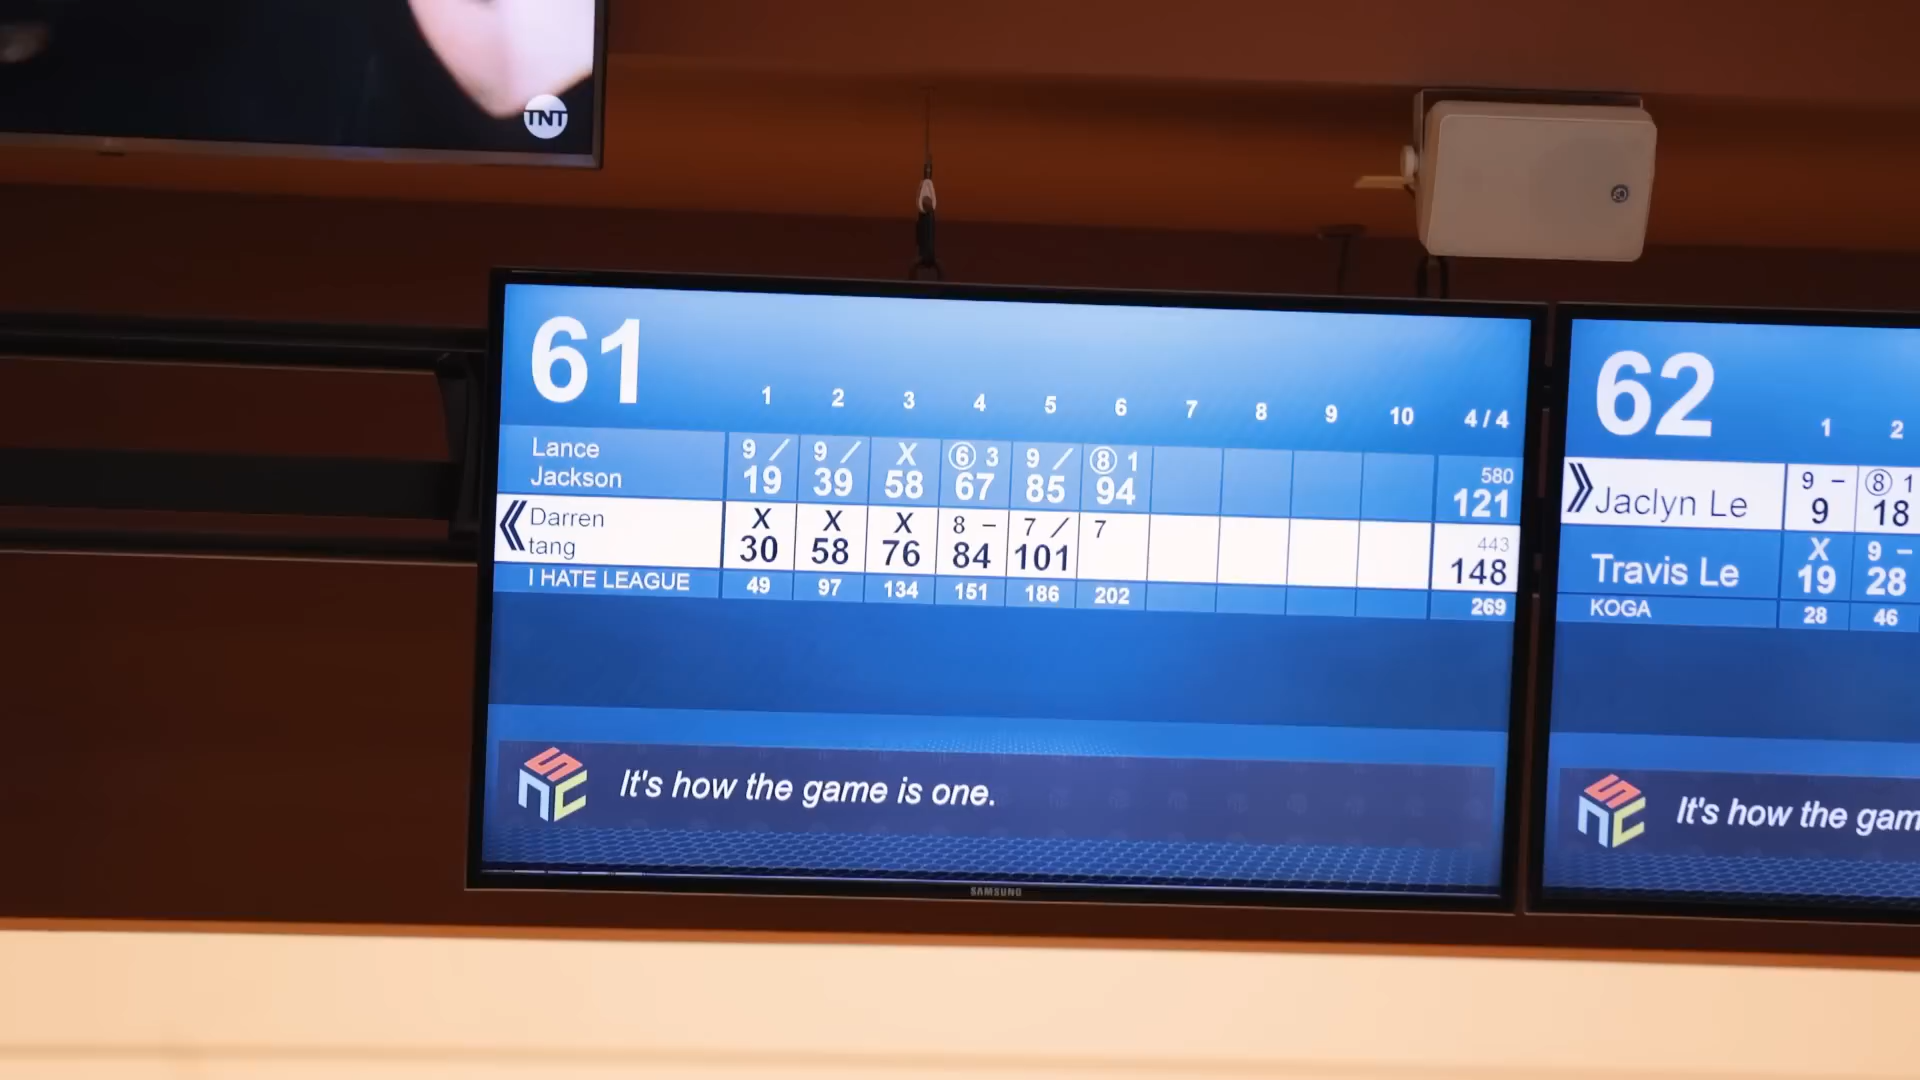 TNT
61
1 2 3 4 5 6 7 8 9 10 4/4
Lance Jackson
9 / 9 / X 6 3 9 / 8 1
19 39 58 67 85 94
580
121
Darren tang
X X X 8 - 7 / 7
30 58 76 84 101
443
148
I HATE LEAGUE 49 97 134 151 186 202 269
SNC It's how the game is one.
SAMSUNG
62
1 2
Jaclyn Le
9 - 8 1
9 18
Travis Le
X 9 -
19 28
KOGA 28 46
SNC It's how the gam